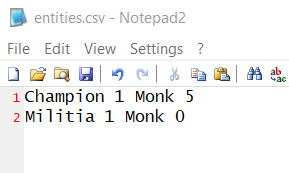 entities.csv - Notepad2
File Edit View Settings ?
1 Champion 1 Monk 5
2 Militia 1 Monk 0